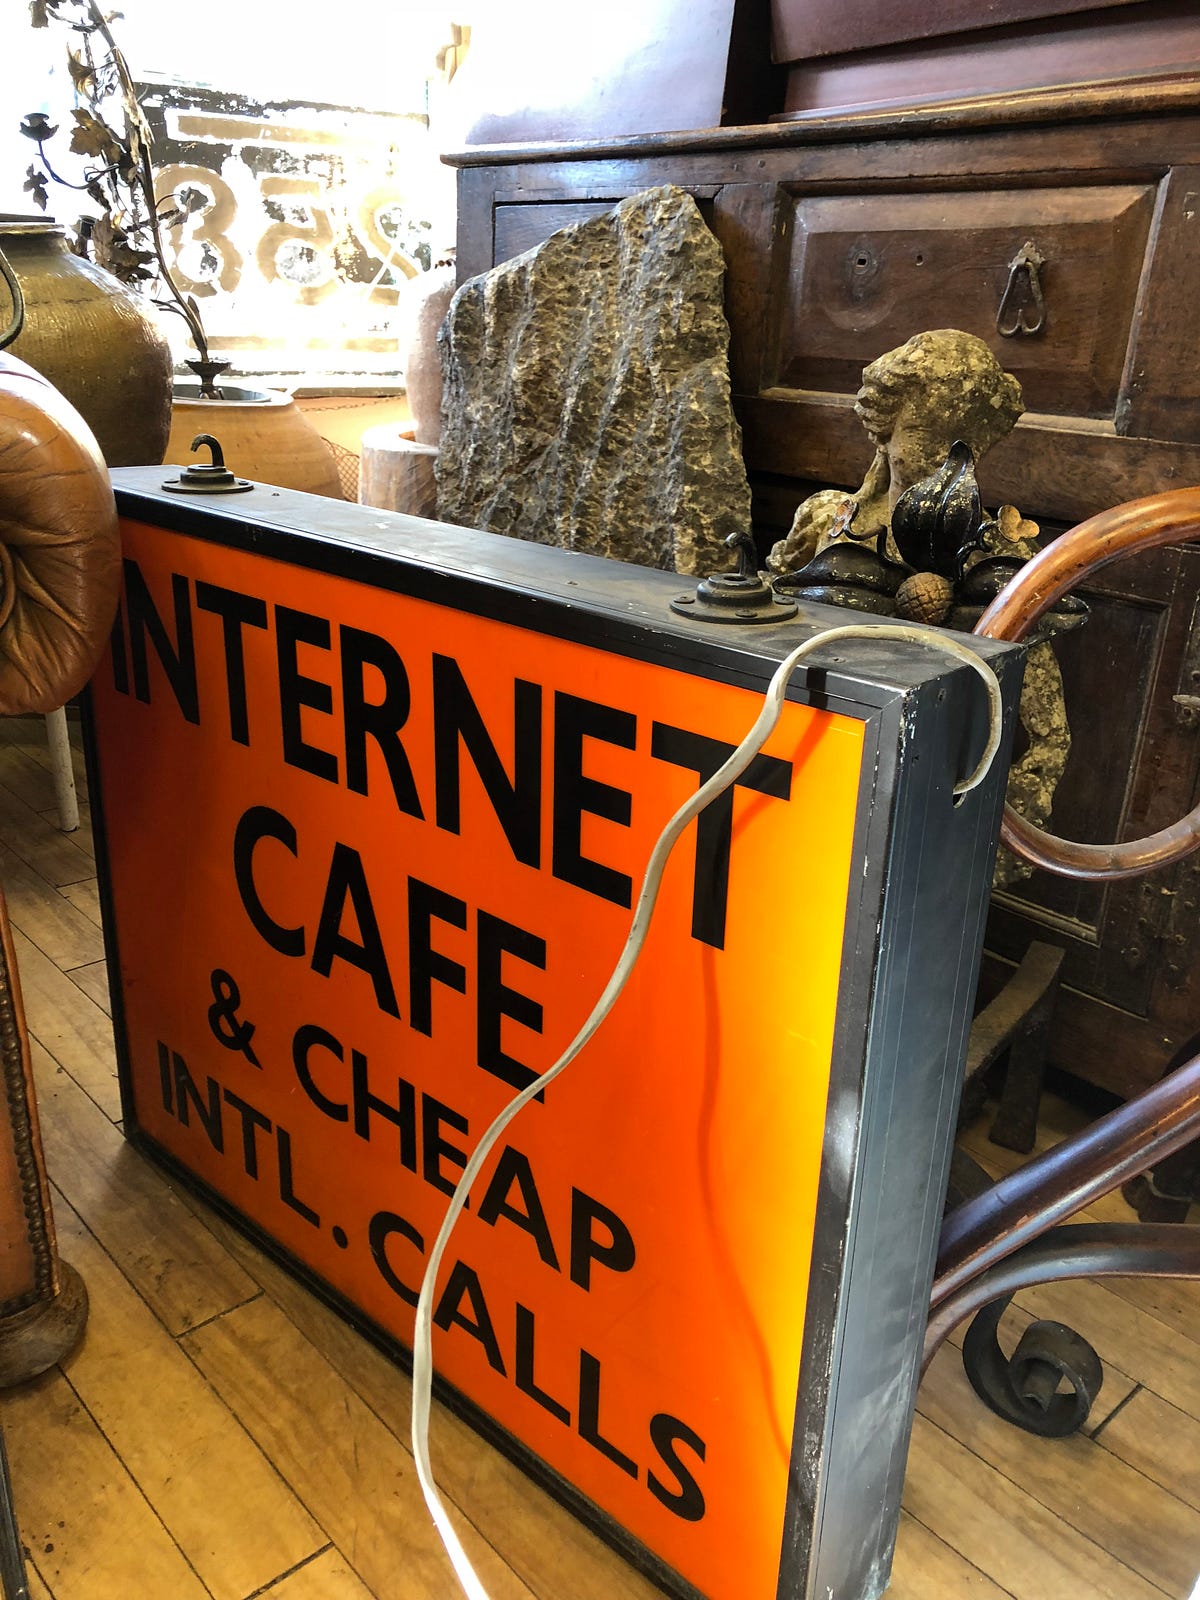 INTERNET
CAFE
& CHEAP
INTL. CALLS